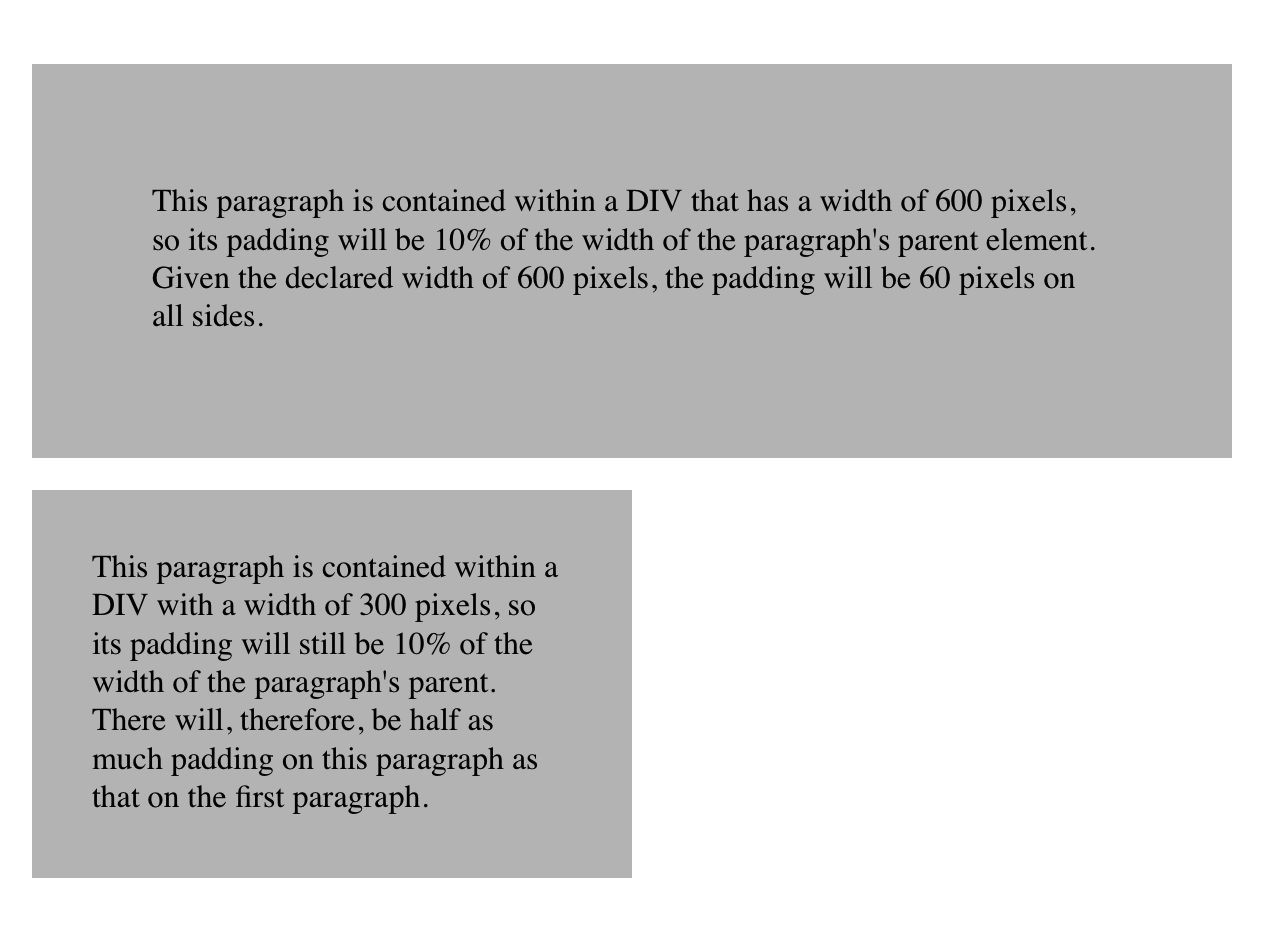 This paragraph is contained within a DIV that has a width of 600 pixels,
so its padding will be 10% of the width of the paragraph's parent element.
Given the declared width of 600 pixels, the padding will be 60 pixels on
all sides.
This paragraph is contained within a
DIV with a width of 300 pixels, so
its padding will still be 10% of the
width of the paragraph's parent.
There will, therefore, be half as
much padding on this paragraph as
that on the first paragraph.